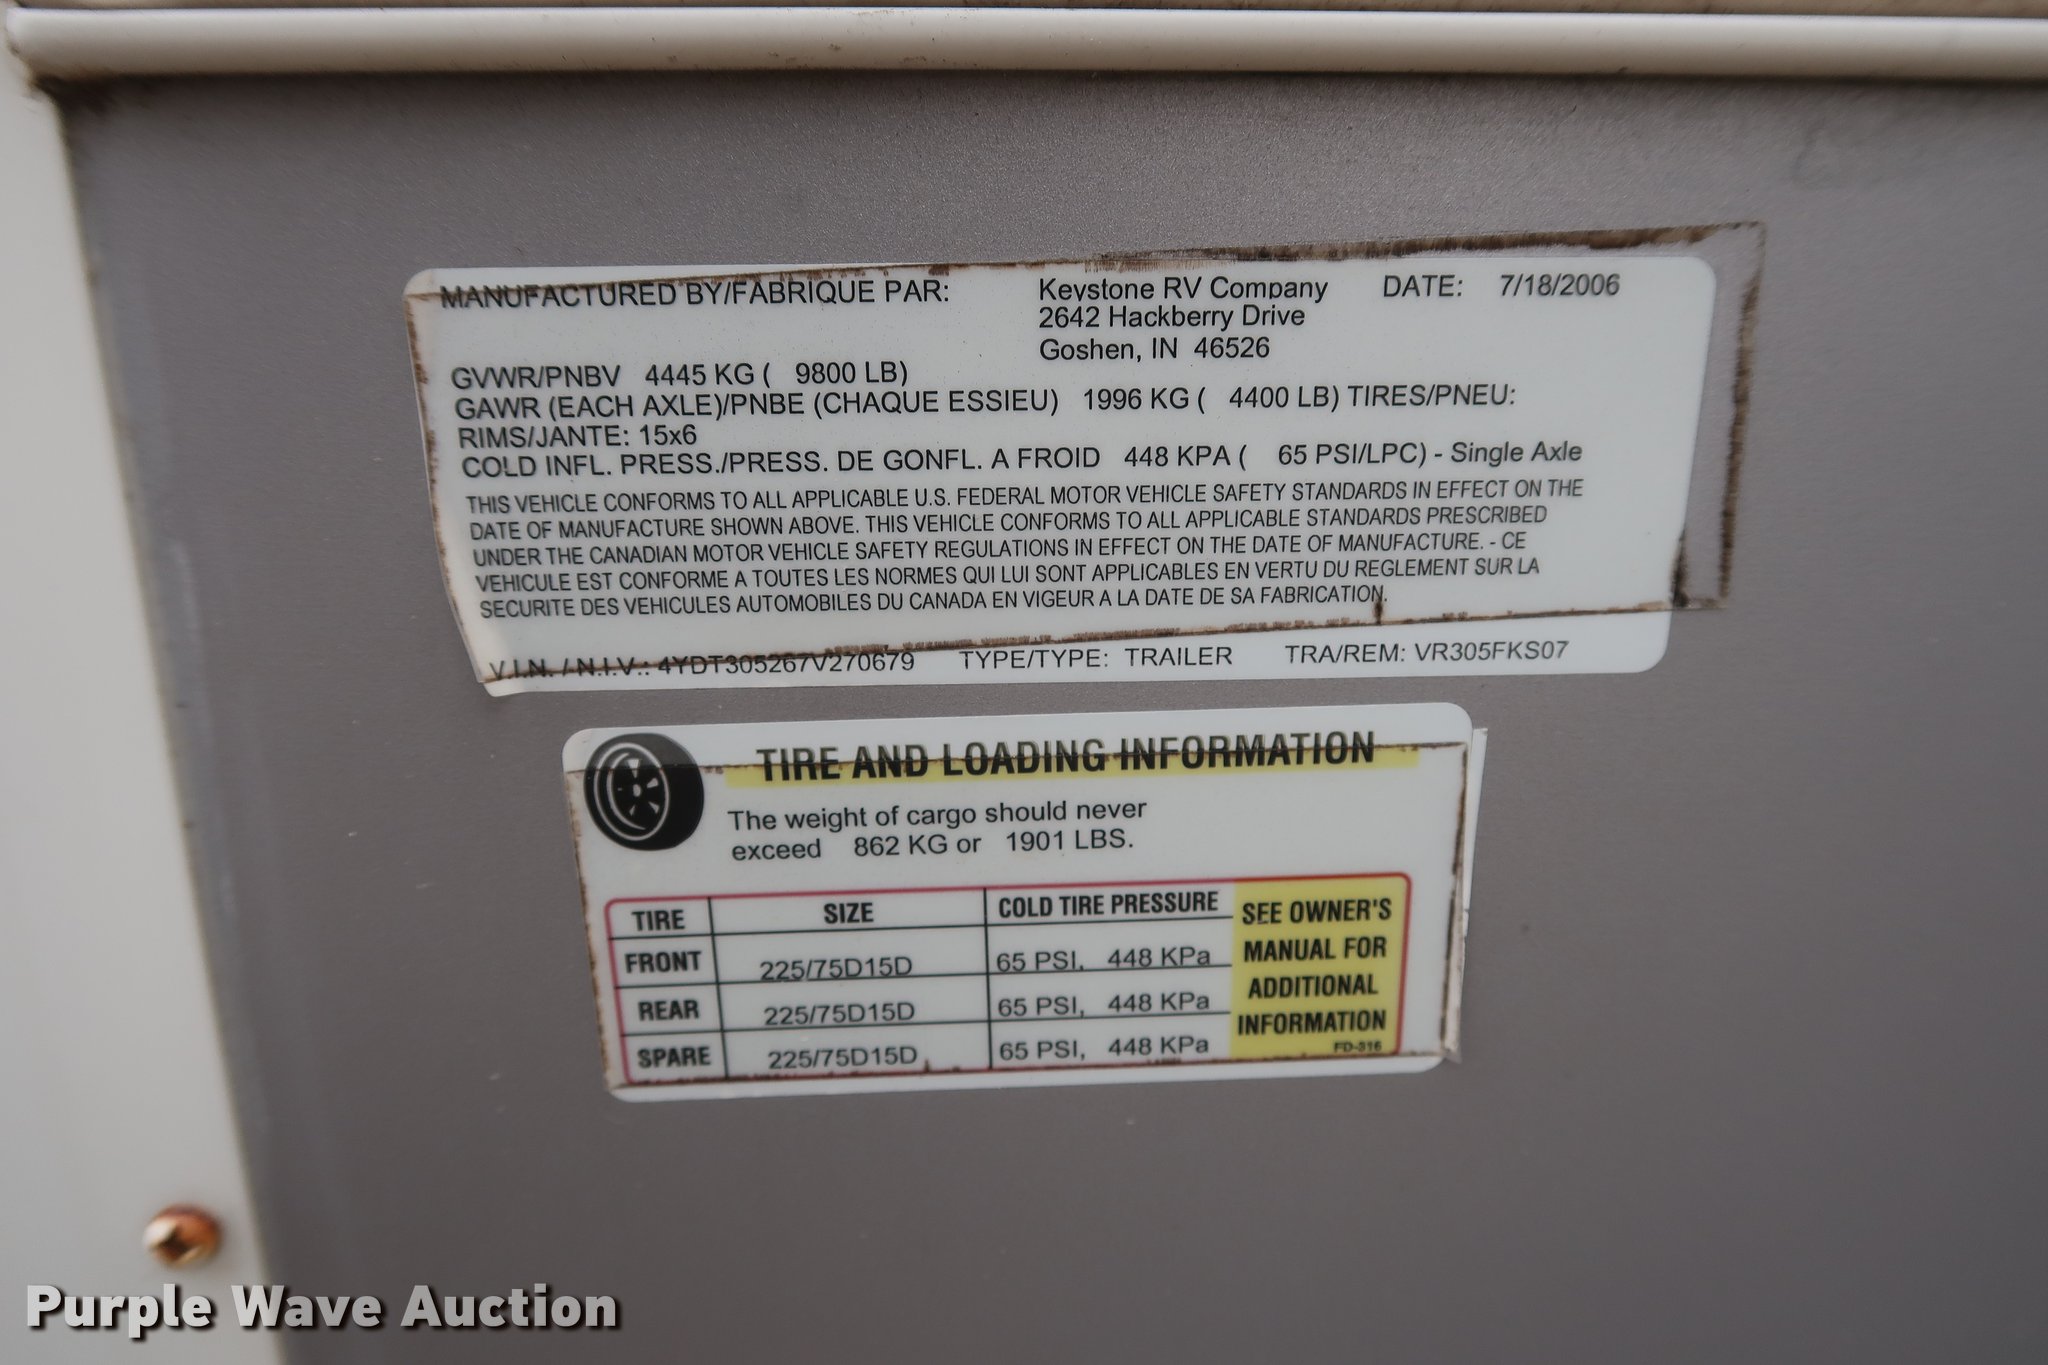 MANUFACTURED BY/FABRIQUE PAR: Keystone RV Company DATE: 7/18/2006
2642 Hackberry Drive
Goshen, IN 46526
GVWR/PNBV 4445 KG ( 9800 LB)
GAWR (EACH AXLE)/PNBE (CHAQUE ESSIEU) 1996 KG ( 4400 LB) TIRES/PNEU:
RIMS/JANTE: 15x6
COLD INFL. PRESS./PRESS. DE GONFL. A FROID 448 KPA ( 65 PSI/LPC) - Single Axle
THIS VEHICLE CONFORMS TO ALL APPLICABLE U.S. FEDERAL MOTOR VEHICLE SAFETY STANDARDS IN EFFECT ON THE
DATE OF MANUFACTURE SHOWN ABOVE. THIS VEHICLE CONFORMS TO ALL APPLICABLE STANDARDS PRESCRIBED
UNDER THE CANADIAN MOTOR VEHICLE SAFETY REGULATIONS IN EFFECT ON THE DATE OF MANUFACTURE. - CE
VEHICULE EST CONFORME A TOUTES LES NORMES QUI LUI SONT APPLICABLES EN VERTU DU REGLEMENT SUR LA
SECURITE DES VEHICULES AUTOMOBILES DU CANADA EN VIGEUR A LA DATE DE SA FABRICATION.
V.I.N. / N.I.V.: 4YDT305267V270679 TYPE/TYPE: TRAILER TRA/REM: VR305FKS07
TIRE AND LOADING INFORMATION
The weight of cargo should never
exceed 862 KG or 1901 LBS.
TIRE SIZE COLD TIRE PRESSURE
FRONT 225/75D15D 65 PSI, 448 KPa
REAR 225/75D15D 65 PSI, 448 KPa
SPARE 225/75D15D 65 PSI, 448 KPa
SEE OWNER'S
MANUAL FOR
ADDITIONAL
INFORMATION
FD-316
Purple Wave Auction